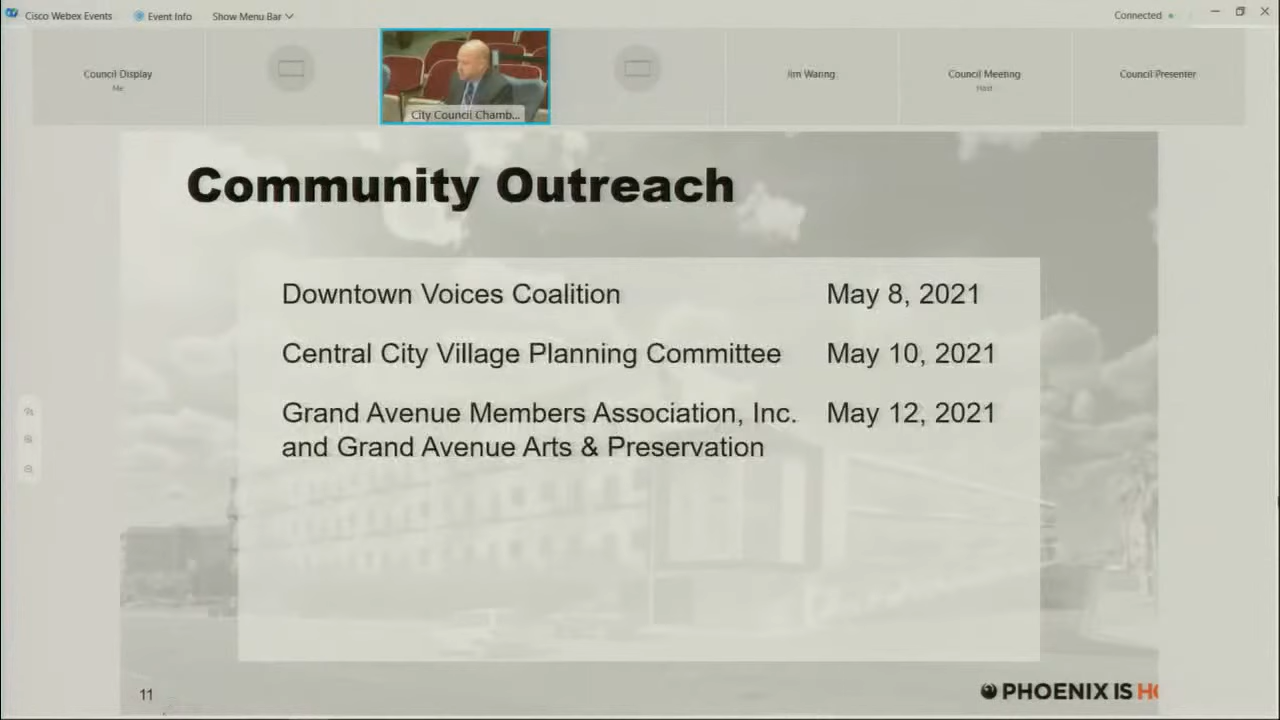 Cisco Webex Events
Event Info
Show Menu Bar
Connected
Council Display
Me
City Council Chamb...
Jim Waring
Council Meeting
Host
Council Presenter
Community Outreach
Downtown Voices Coalition May 8, 2021
Central City Village Planning Committee May 10, 2021
Grand Avenue Members Association, Inc. May 12, 2021
and Grand Avenue Arts & Preservation
11
PHOENIX IS HO